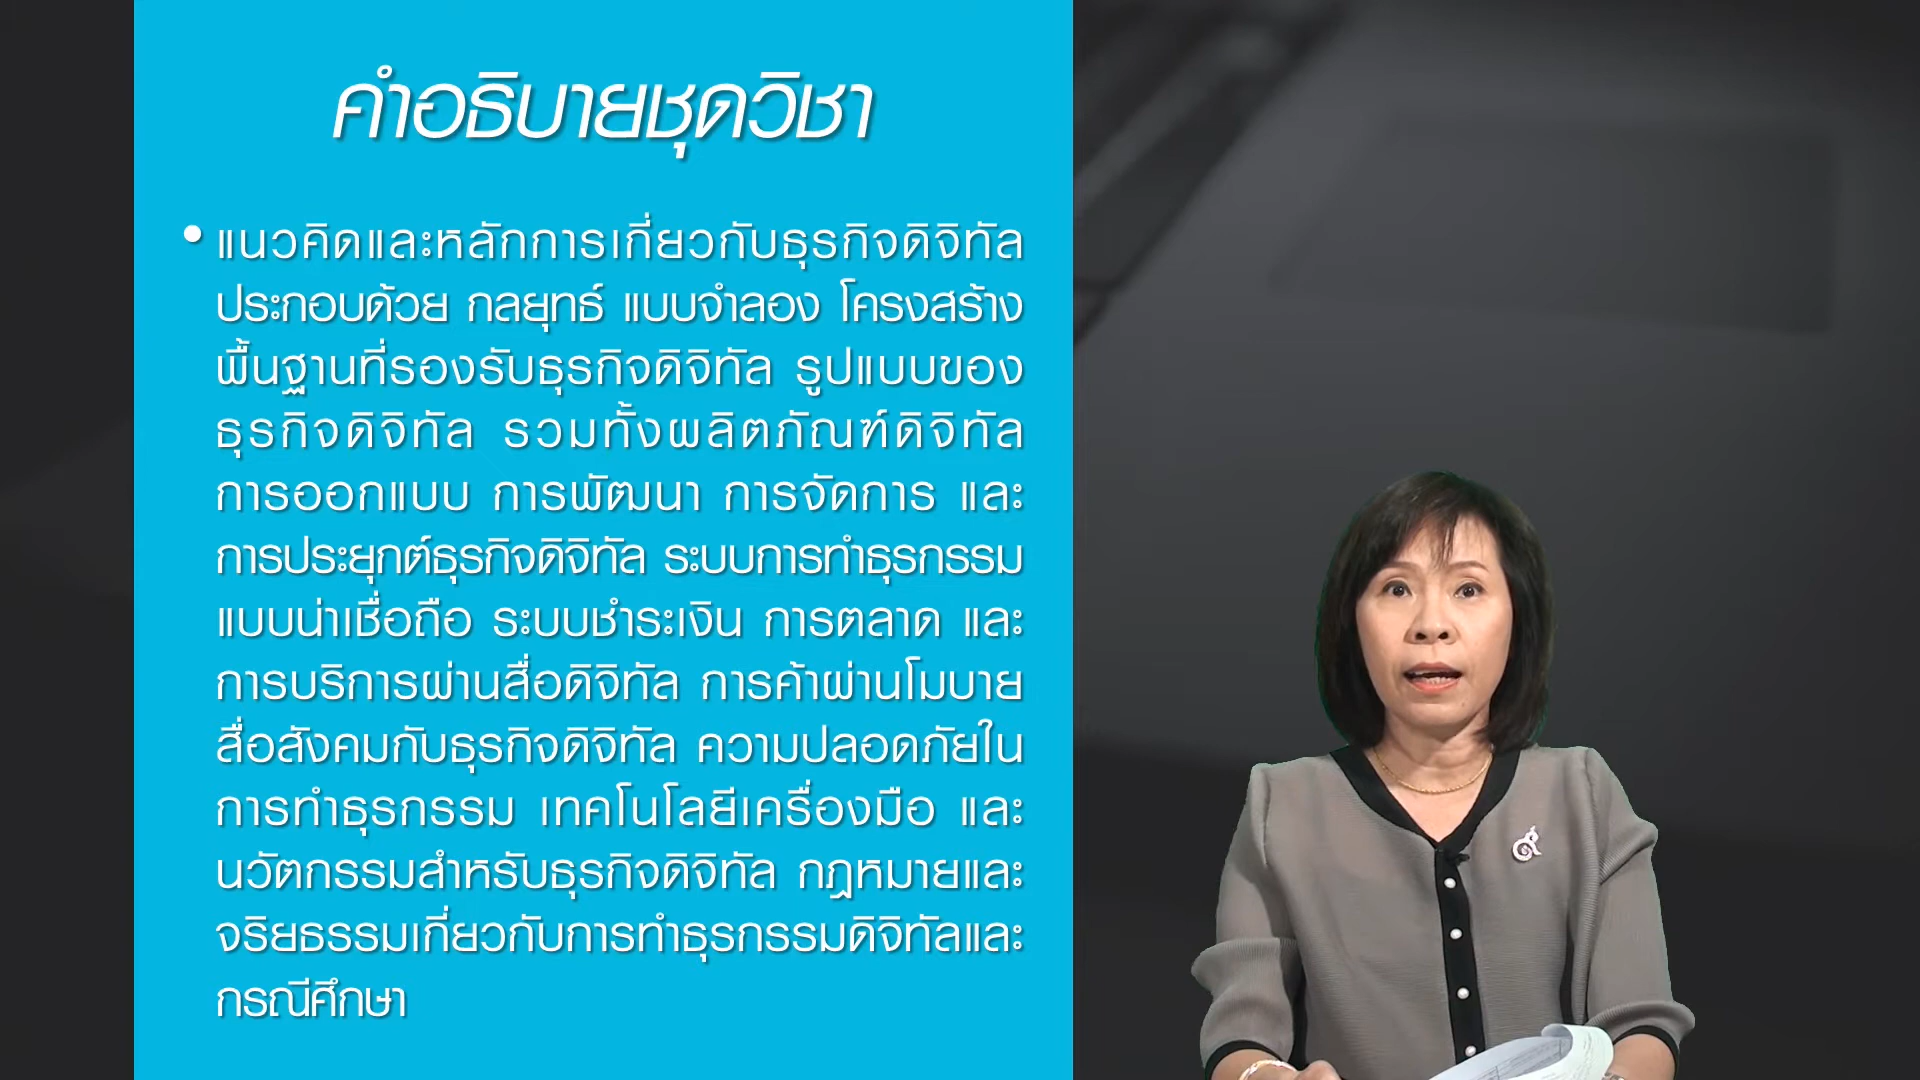 คำอธิบายชุดวิชา
• แนวคิดและหลักการเกี่ยวกับธุรกิจดิจิทัล
ประกอบด้วย กลยุทธ์ แบบจำลอง โครงสร้าง
พื้นฐานที่รองรับธุรกิจดิจิทัล รูปแบบของ
ธุรกิจดิจิทัล รวมทั้งผลิตภัณฑ์ดิจิทัล
การออกแบบ การพัฒนา การจัดการ และ
การประยุกต์ธุรกิจดิจิทัล ระบบการทำธุรกรรม
แบบน่าเชื่อถือ ระบบชำระเงิน การตลาด และ
การบริการผ่านสื่อดิจิทัล การค้าผ่านโมบาย
สื่อสังคมกับธุรกิจดิจิทัล ความปลอดภัยใน
การทำธุรกรรม เทคโนโลยีเครื่องมือ และ
นวัตกรรมสำหรับธุรกิจดิจิทัล กฎหมายและ
จริยธรรมเกี่ยวกับการทำธุรกรรมดิจิทัลและ
กรณีศึกษา